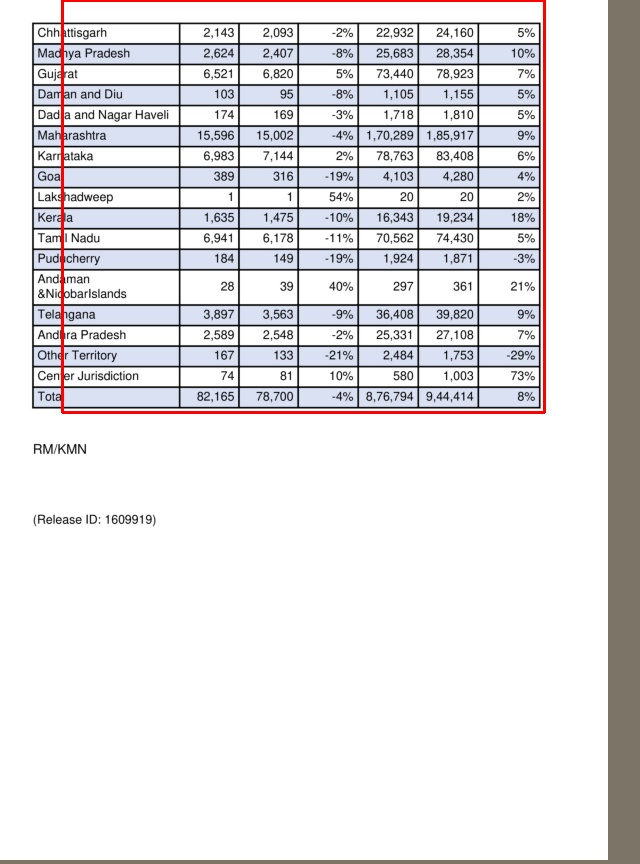 Chhattisgarh 2,143 2,093 -2% 22,932 24,160 5%
Madhya Pradesh 2,624 2,407 -8% 25,683 28,354 10%
Gujarat 6,521 6,820 5% 73,440 78,923 7%
Daman and Diu 103 95 -8% 1,105 1,155 5%
Dadra and Nagar Haveli 174 169 -3% 1,718 1,810 5%
Maharashtra 15,596 15,002 -4% 1,70,289 1,85,917 9%
Karnataka 6,983 7,144 2% 78,763 83,408 6%
Goa 389 316 -19% 4,103 4,280 4%
Lakshadweep 1 1 54% 20 20 2%
Kerala 1,635 1,475 -10% 16,343 19,234 18%
Tamil Nadu 6,941 6,178 -11% 70,562 74,430 5%
Puducherry 184 149 -19% 1,924 1,871 -3%
Andaman
&NicobarIslands 28 39 40% 297 361 21%
Telangana 3,897 3,563 -9% 36,408 39,820 9%
Andhra Pradesh 2,589 2,548 -2% 25,331 27,108 7%
Other Territory 167 133 -21% 2,484 1,753 -29%
Center Jurisdiction 74 81 10% 580 1,003 73%
Total 82,165 78,700 -4% 8,76,794 9,44,414 8%
RM/KMN
(Release ID: 1609919)